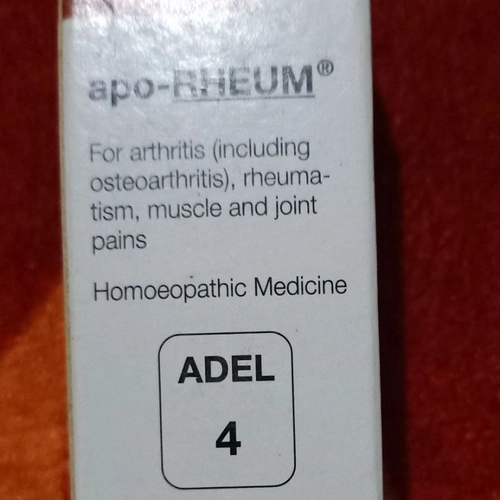 apo-RHEUM®
For arthritis (including
osteoarthritis), rheuma-
tism, muscle and joint
pains
Homoeopathic Medicine
ADEL
4